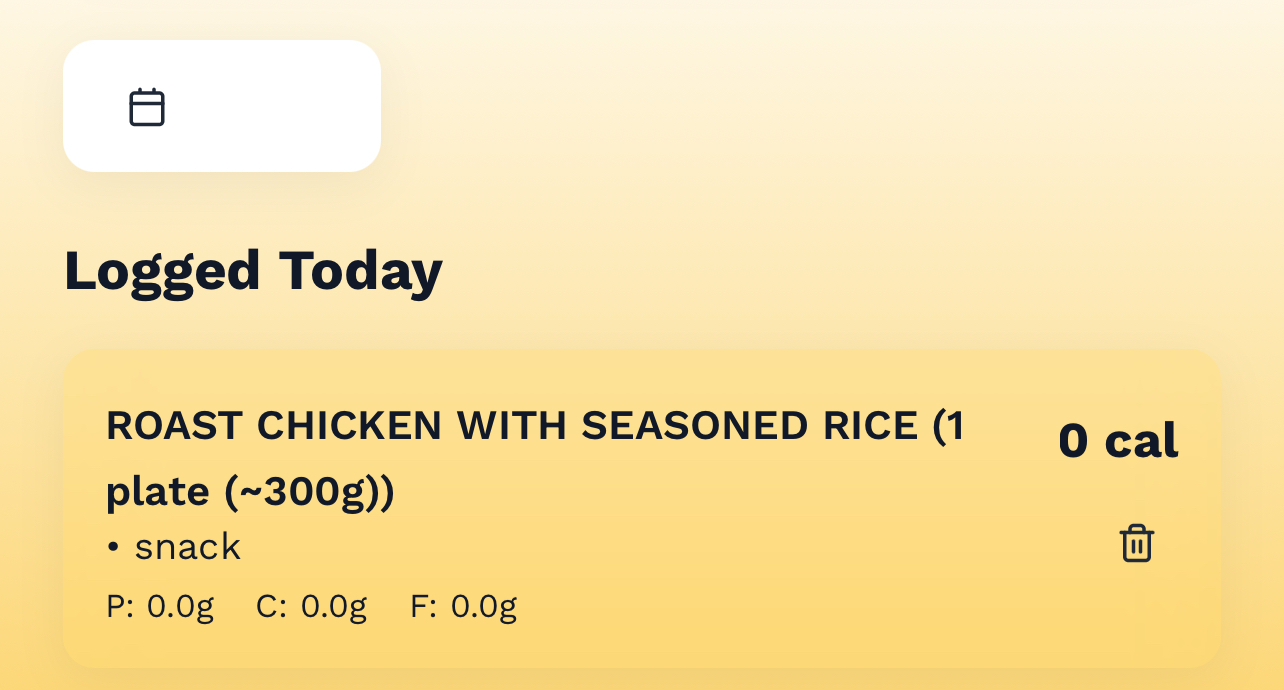 Logged Today
ROAST CHICKEN WITH SEASONED RICE (1
plate (~300g))
0 cal
• snack
P: 0.0g C: 0.0g F: 0.0g